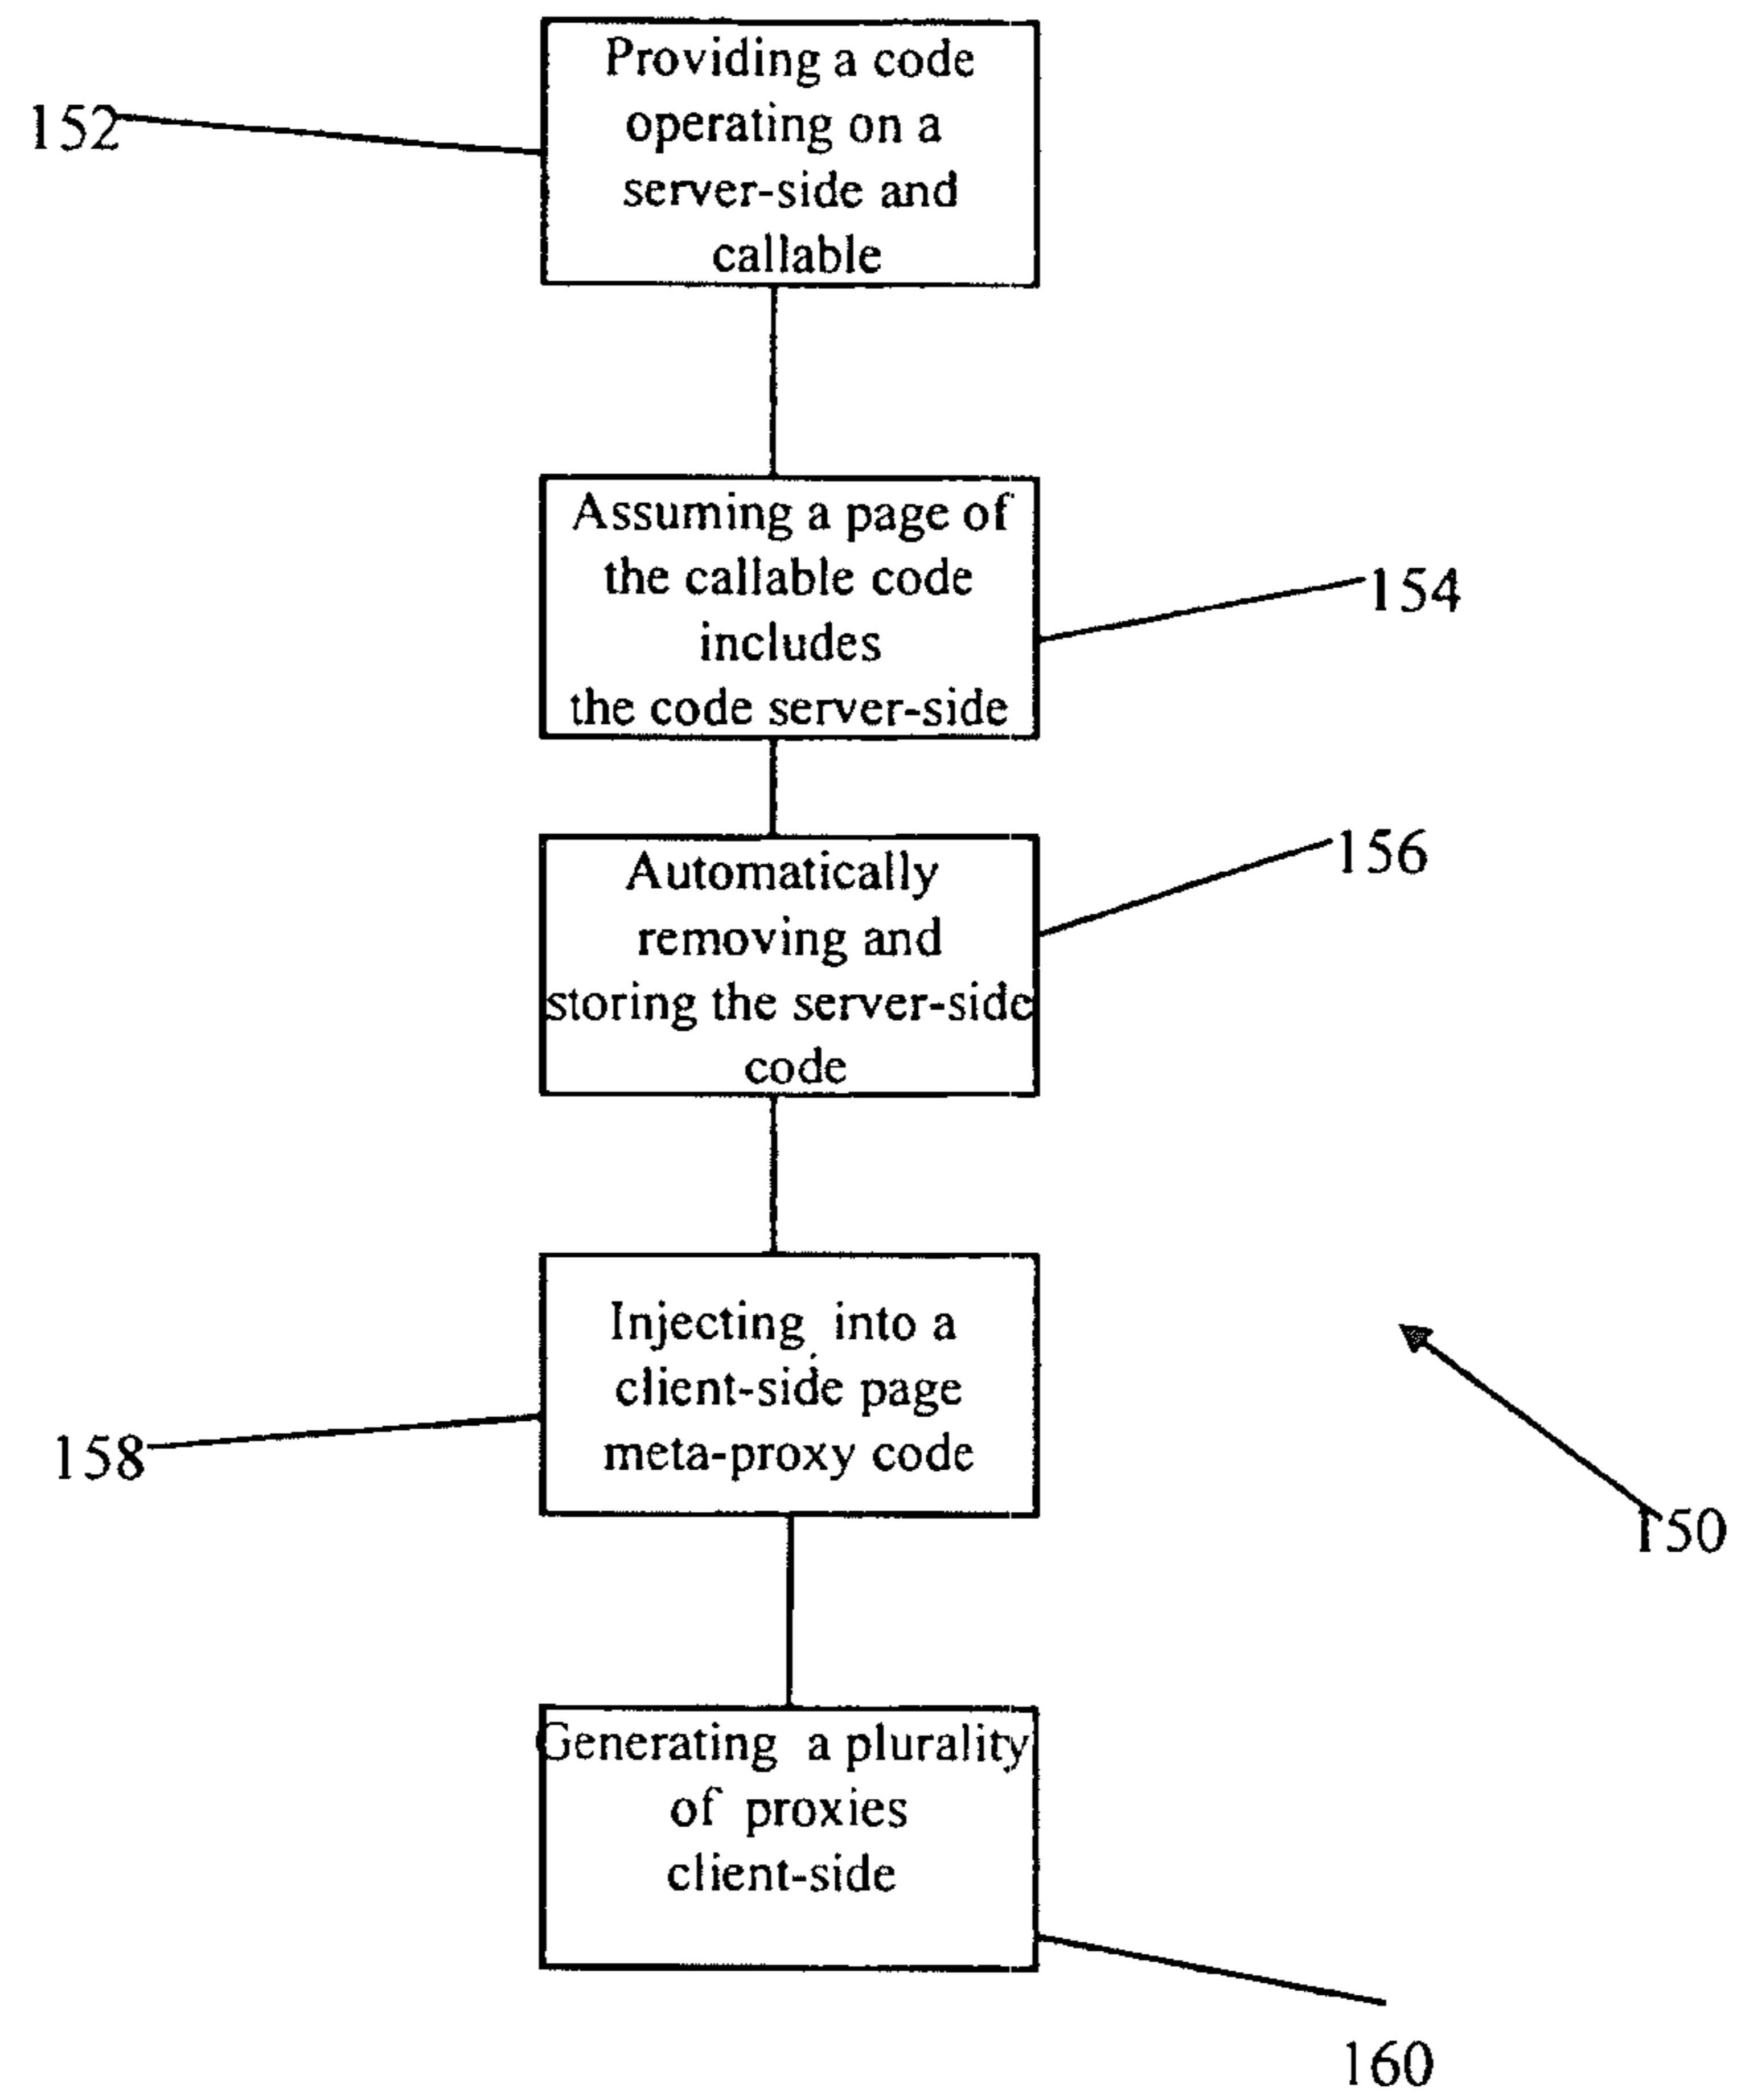 Providing a code
operating on a
server-side and
callable
152
Assuming a page of
the callable code
includes
the code server-side
154
Automatically
removing and
storing the server-side
code
156
Injecting into a
client-side page
meta-proxy code
158
150
Generating a plurality
of proxies
client-side
160